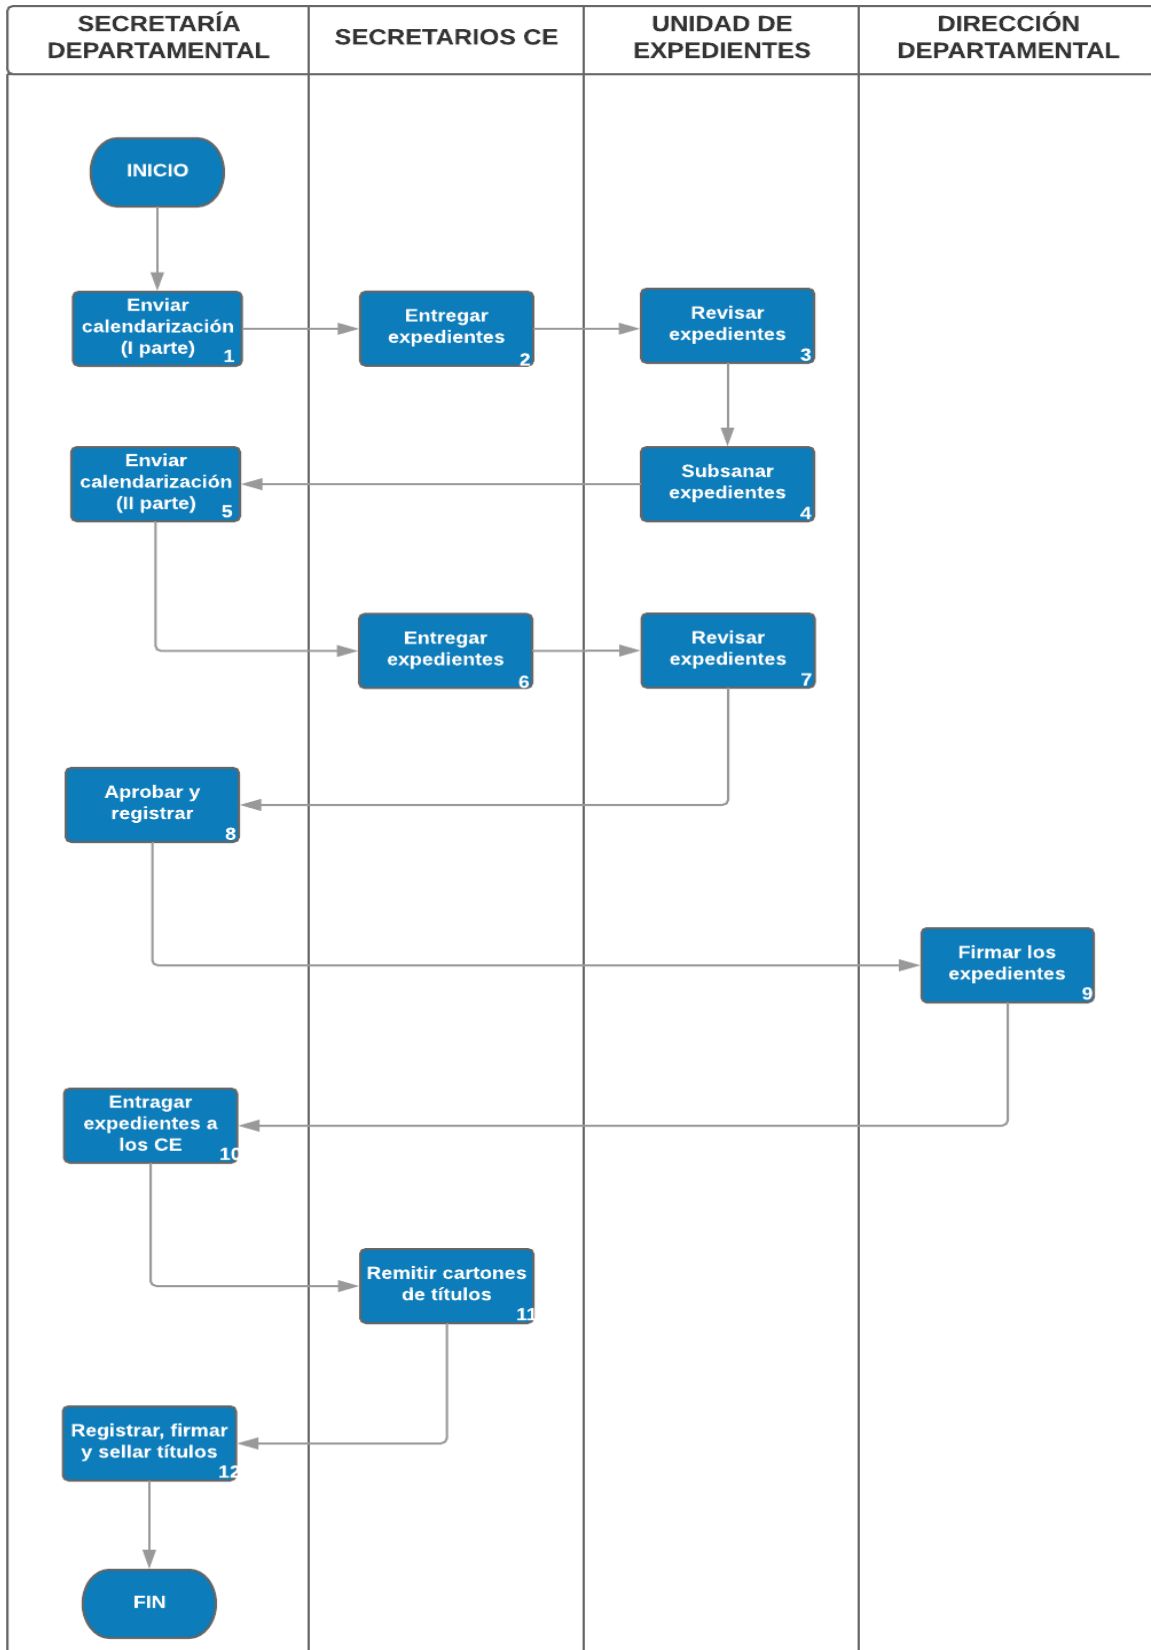 SECRETARÍA
DEPARTAMENTAL
SECRETARIOS CE
UNIDAD DE
EXPEDIENTES
DIRECCIÓN
DEPARTAMENTAL
INICIO
Enviar
calendarización
(I parte)
1
Entregar
expedientes
2
Revisar
expedientes
3
Subsanar
expedientes
4
Enviar
calendarización
(II parte)
5
Entregar
expedientes
6
Revisar
expedientes
7
Aprobar y
registrar
8
Firmar los
expedientes
9
Entragar
expedientes a
los CE
10
Remitir cartones
de títulos
11
Registrar, firmar
y sellar títulos
12
FIN